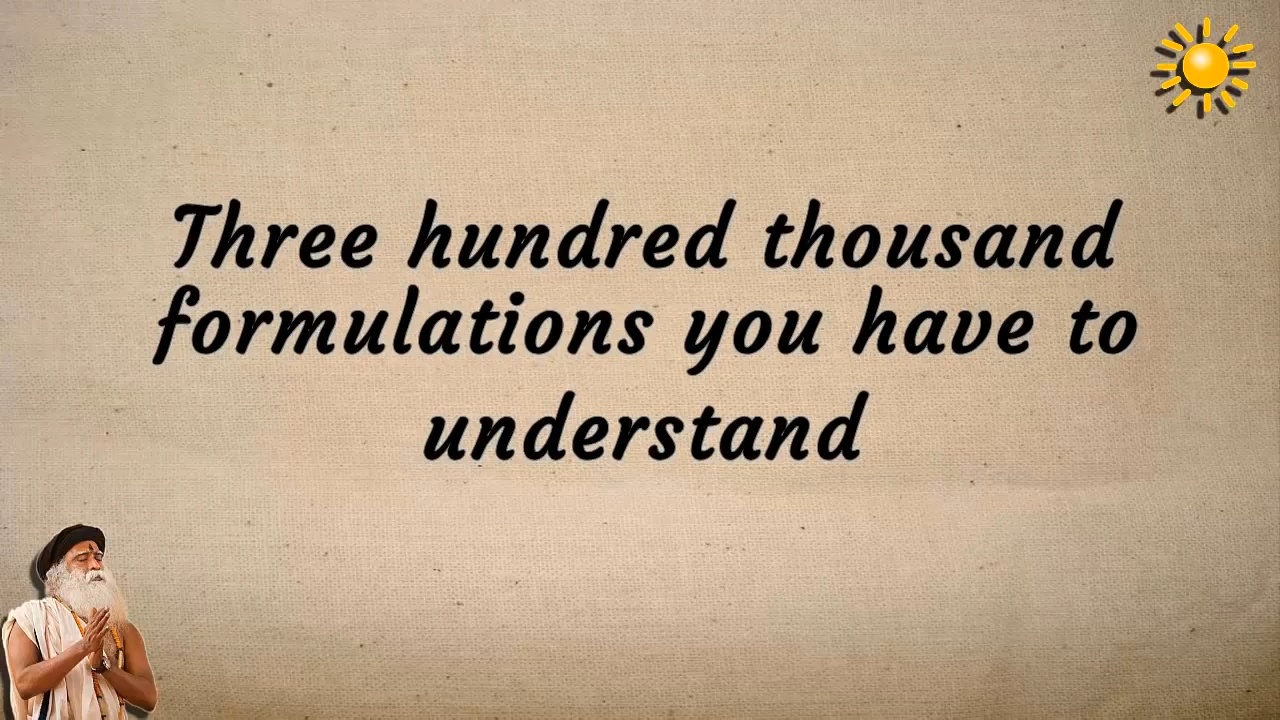 Three hundred thousand
formulations you have to
understand